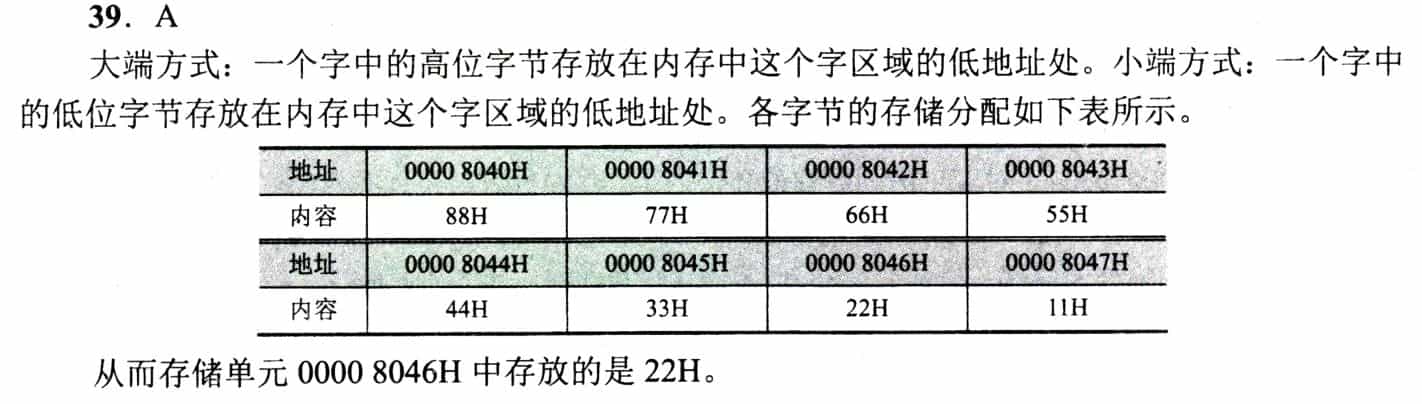 39. A
大端方式：一个字中的高位字节存放在内存中这个字区域的低地址处。小端方式：一个字中
的低位字节存放在内存中这个字区域的低地址处。各字节的存储分配如下表所示。
地址 0000 8040H 0000 8041H 0000 8042H 0000 8043H
内容 88H 77H 66H 55H
地址 0000 8044H 0000 8045H 0000 8046H 0000 8047H
内容 44H 33H 22H 11H
从而存储单元 0000 8046H 中存放的是 22H。